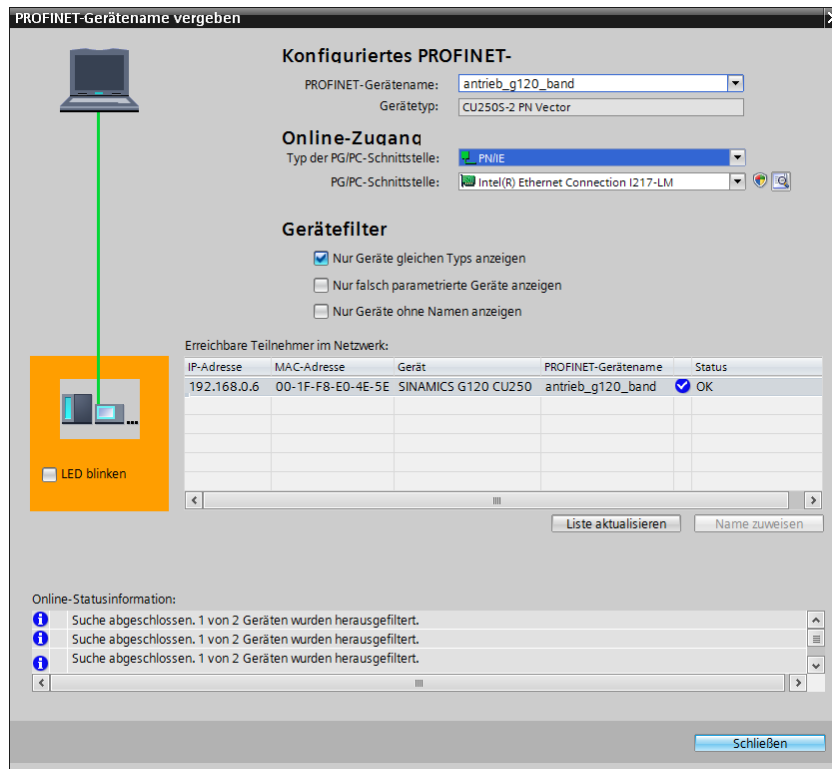 PROFINET-Gerätename vergeben
Konfiguriertes PROFINET-
PROFINET-Gerätename: antrieb_g120_band
Gerätetyp: CU250S-2 PN Vector
Online-Zugang
Typ der PG/PC-Schnittstelle: PN/IE
PG/PC-Schnittstelle: Intel(R) Ethernet Connection I217-LM
Gerätefilter
Nur Geräte gleichen Typs anzeigen
Nur falsch parametrierte Geräte anzeigen
Nur Geräte ohne Namen anzeigen
Erreichbare Teilnehmer im Netzwerk:
IP-Adresse MAC-Adresse Gerät PROFINET-Gerätename Status
192.168.0.6 00-1F-F8-E0-4E-5E SINAMICS G120 CU250 antrieb_g120_band OK
LED blinken
Liste aktualisieren Name zuweisen
Online-Statusinformation:
Suche abgeschlossen. 1 von 2 Geräten wurden herausgefiltert.
Suche abgeschlossen. 1 von 2 Geräten wurden herausgefiltert.
Suche abgeschlossen. 1 von 2 Geräten wurden herausgefiltert.
Schließen